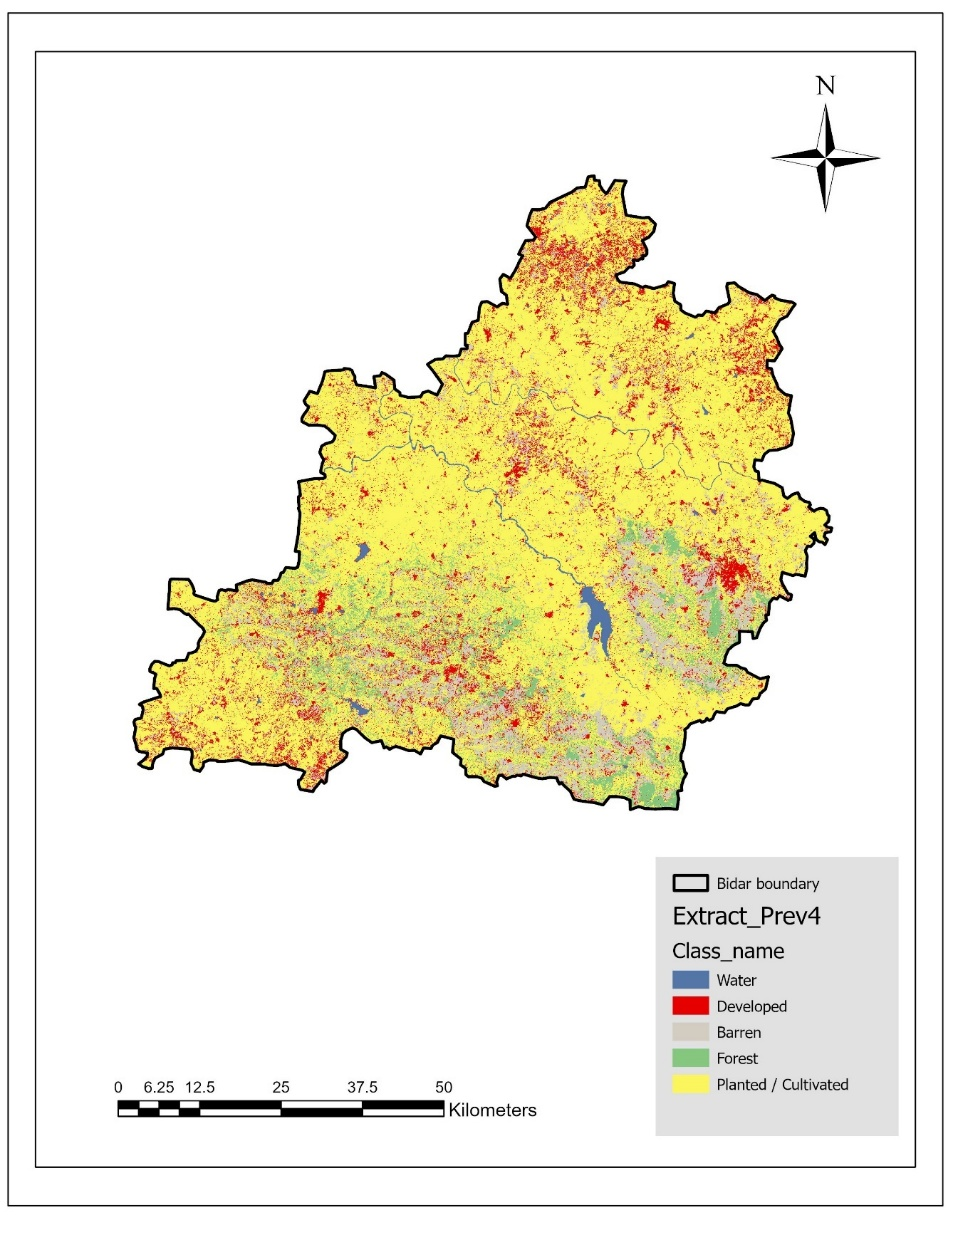 N
Bidar boundary
Extract_Prev4
Class_name
Water
Developed
Barren
Forest
Planted / Cultivated
0 6.25 12.5 25 37.5 50
Kilometers